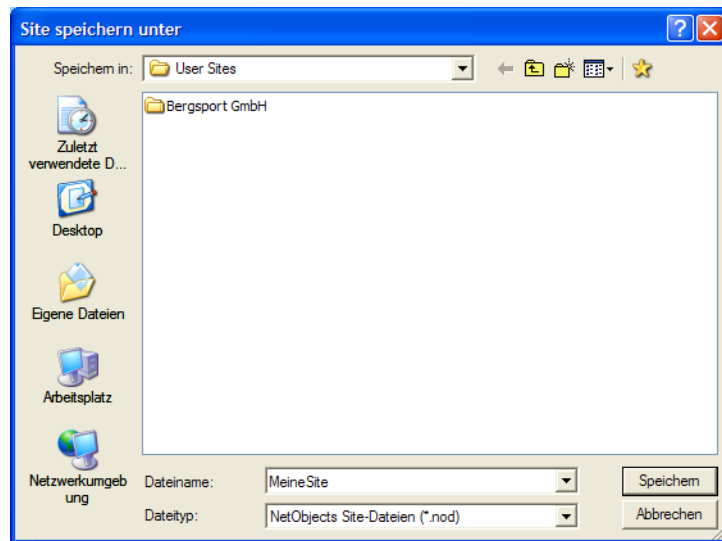 Site speichern unter
Speichern in:
User Sites
Bergsport GmbH
Zuletzt
verwendete D...
Desktop
Eigene Dateien
Arbeitsplatz
Netzwerkumgeb
ung
Dateiname:
MeineSite
Speichern
Dateityp:
NetObjects Site-Dateien (*.nod)
Abbrechen